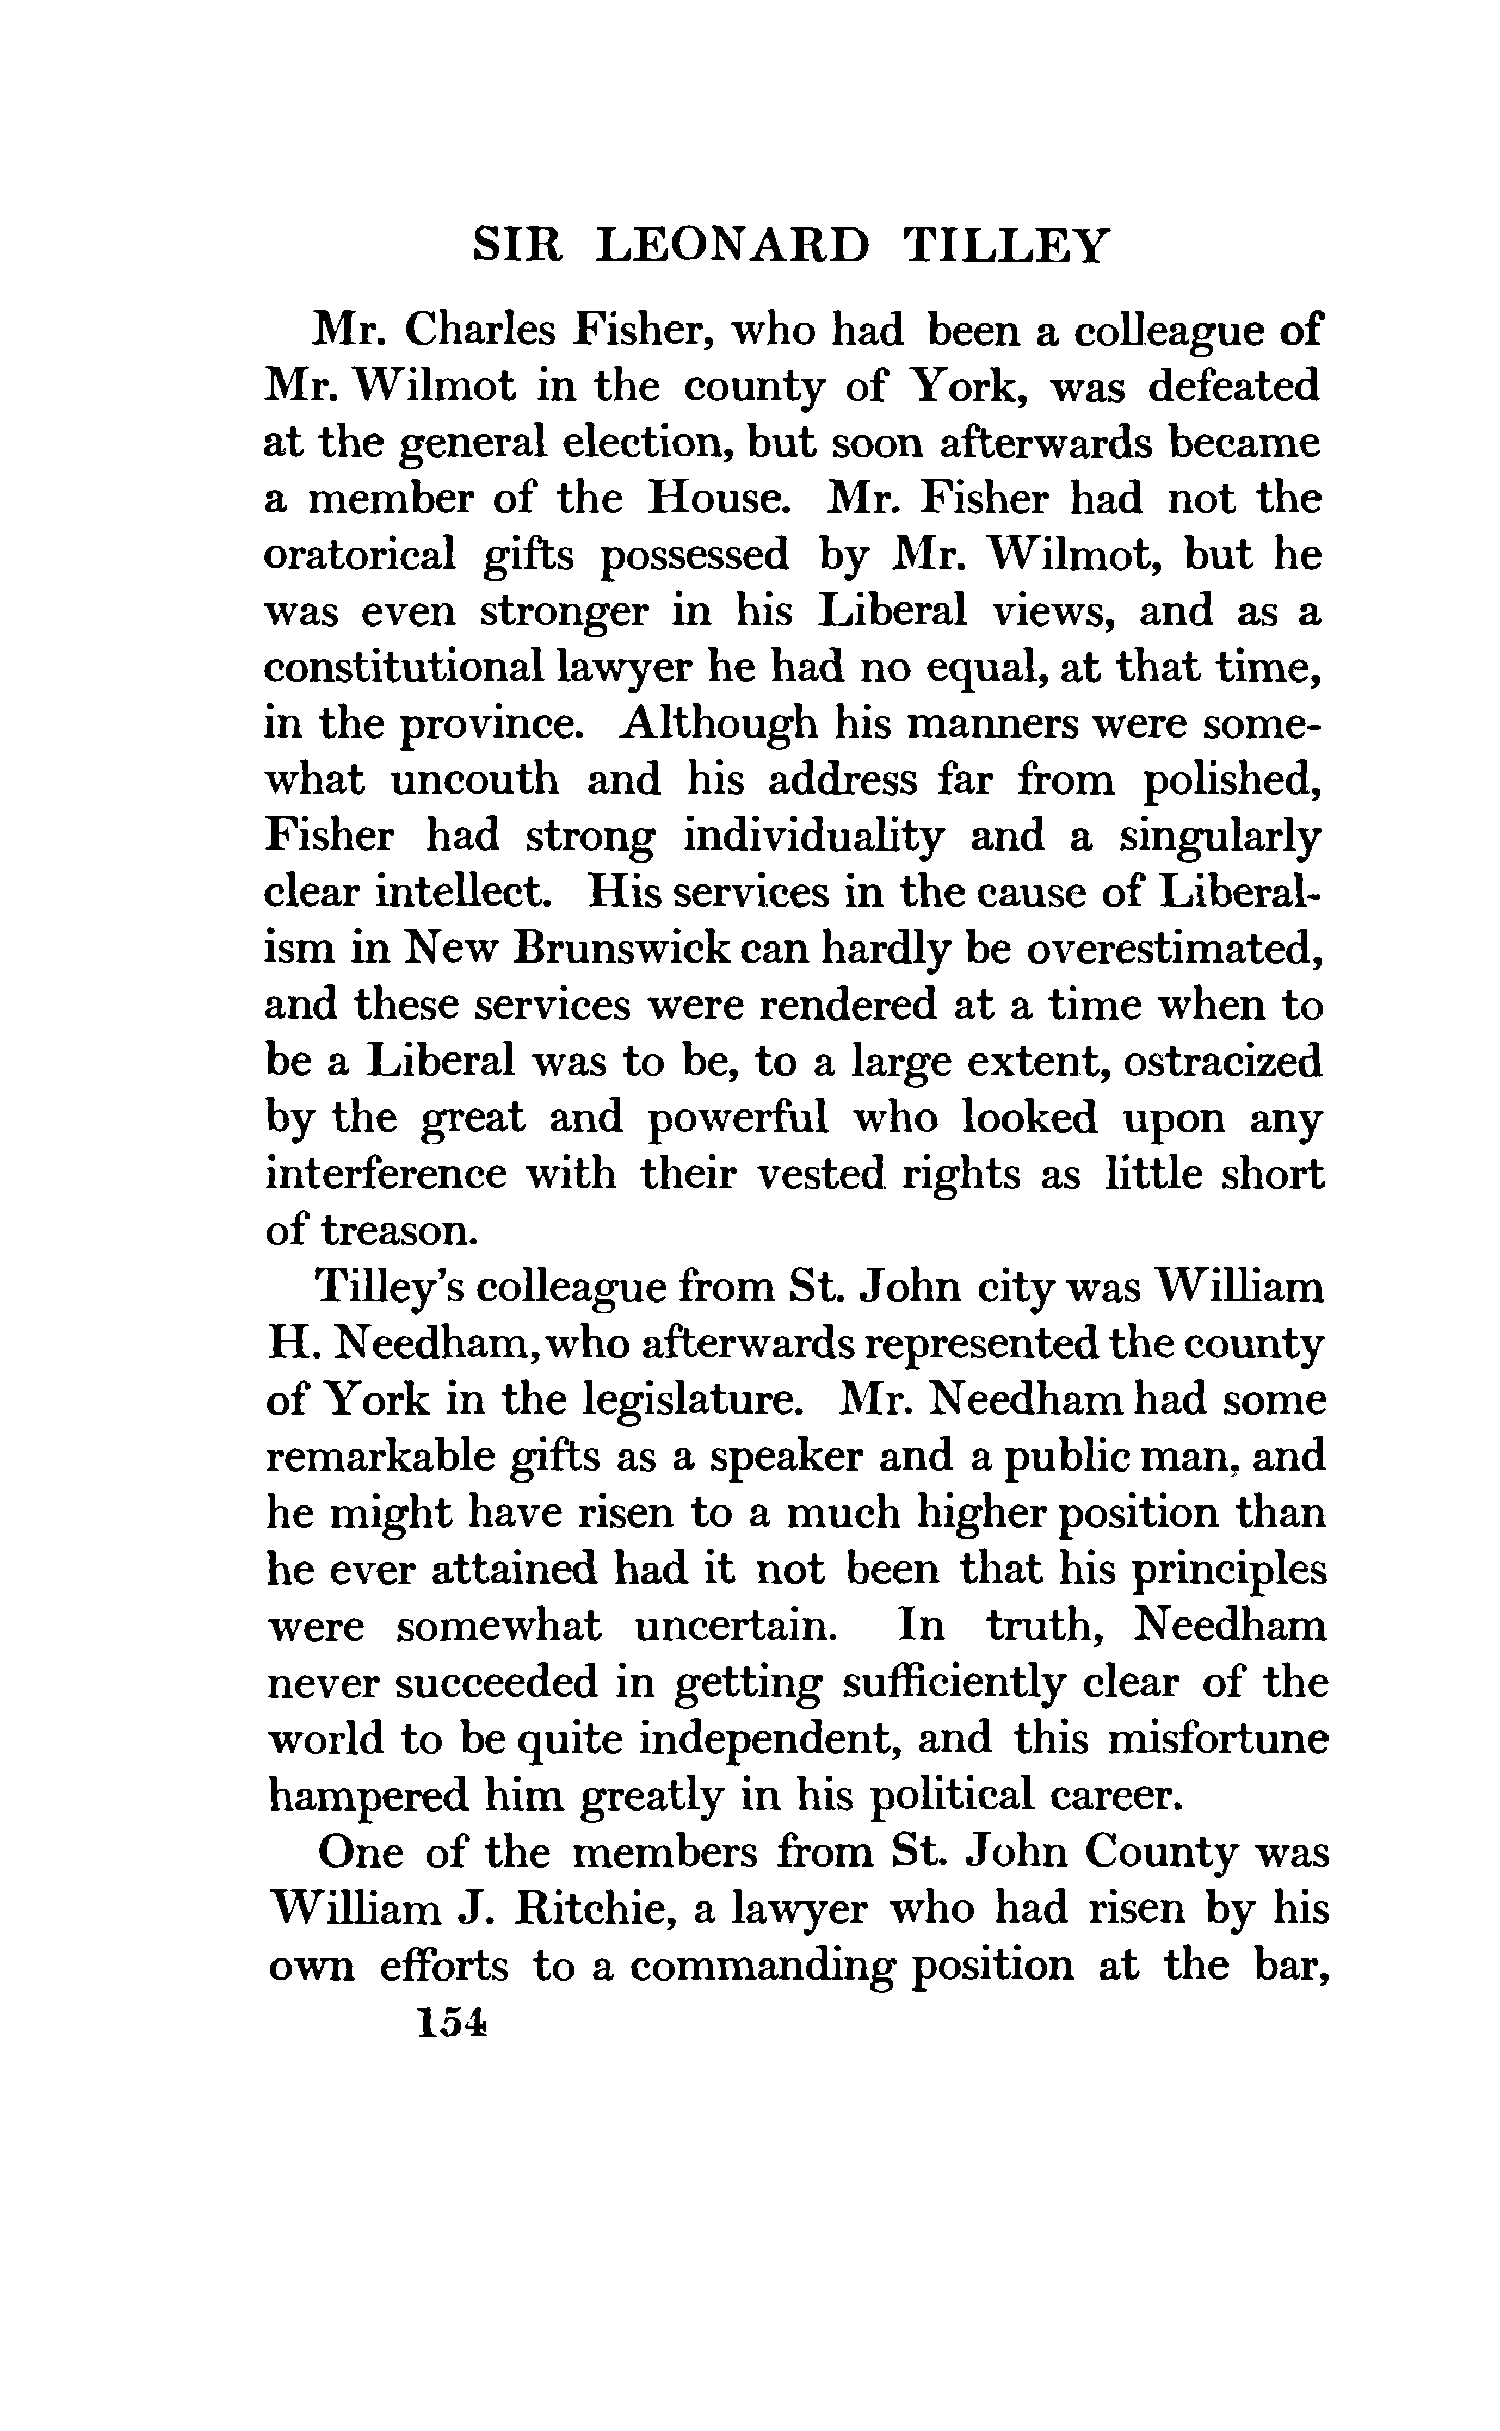 SIR LEONARD TILLEY
Mr. Charles Fisher, who had been a colleague of
Mr. Wilmot in the county of York, was defeated
at the general election, but soon afterwards became
a member of the House. Mr. Fisher had not the
oratorical gifts possessed by Mr. Wilmot, but he
was even stronger in his Liberal views, and as a
constitutional lawyer he had no equal, at that time,
in the province. Although his manners were some-
what uncouth and his address far from polished,
Fisher had strong individuality and a singularly
clear intellect. His services in the cause of Liberal-
ism in New Brunswick can hardly be overestimated,
and these services were rendered at a time when to
be a Liberal was to be, to a large extent, ostracized
by the great and powerful who looked upon any
interference with their vested rights as little short
of treason.
Tilley's colleague from St. John city was William
H. Needham, who afterwards represented the county
of York in the legislature. Mr. Needham had some
remarkable gifts as a speaker and a public man, and
he might have risen to a much higher position than
he ever attained had it not been that his principles
were somewhat uncertain. In truth, Needham
never succeeded in getting sufficiently clear of the
world to be quite independent, and this misfortune
hampered him greatly in his political career.
One of the members from St. John County was
William J. Ritchie, a lawyer who had risen by his
own efforts to a commanding position at the bar,
154